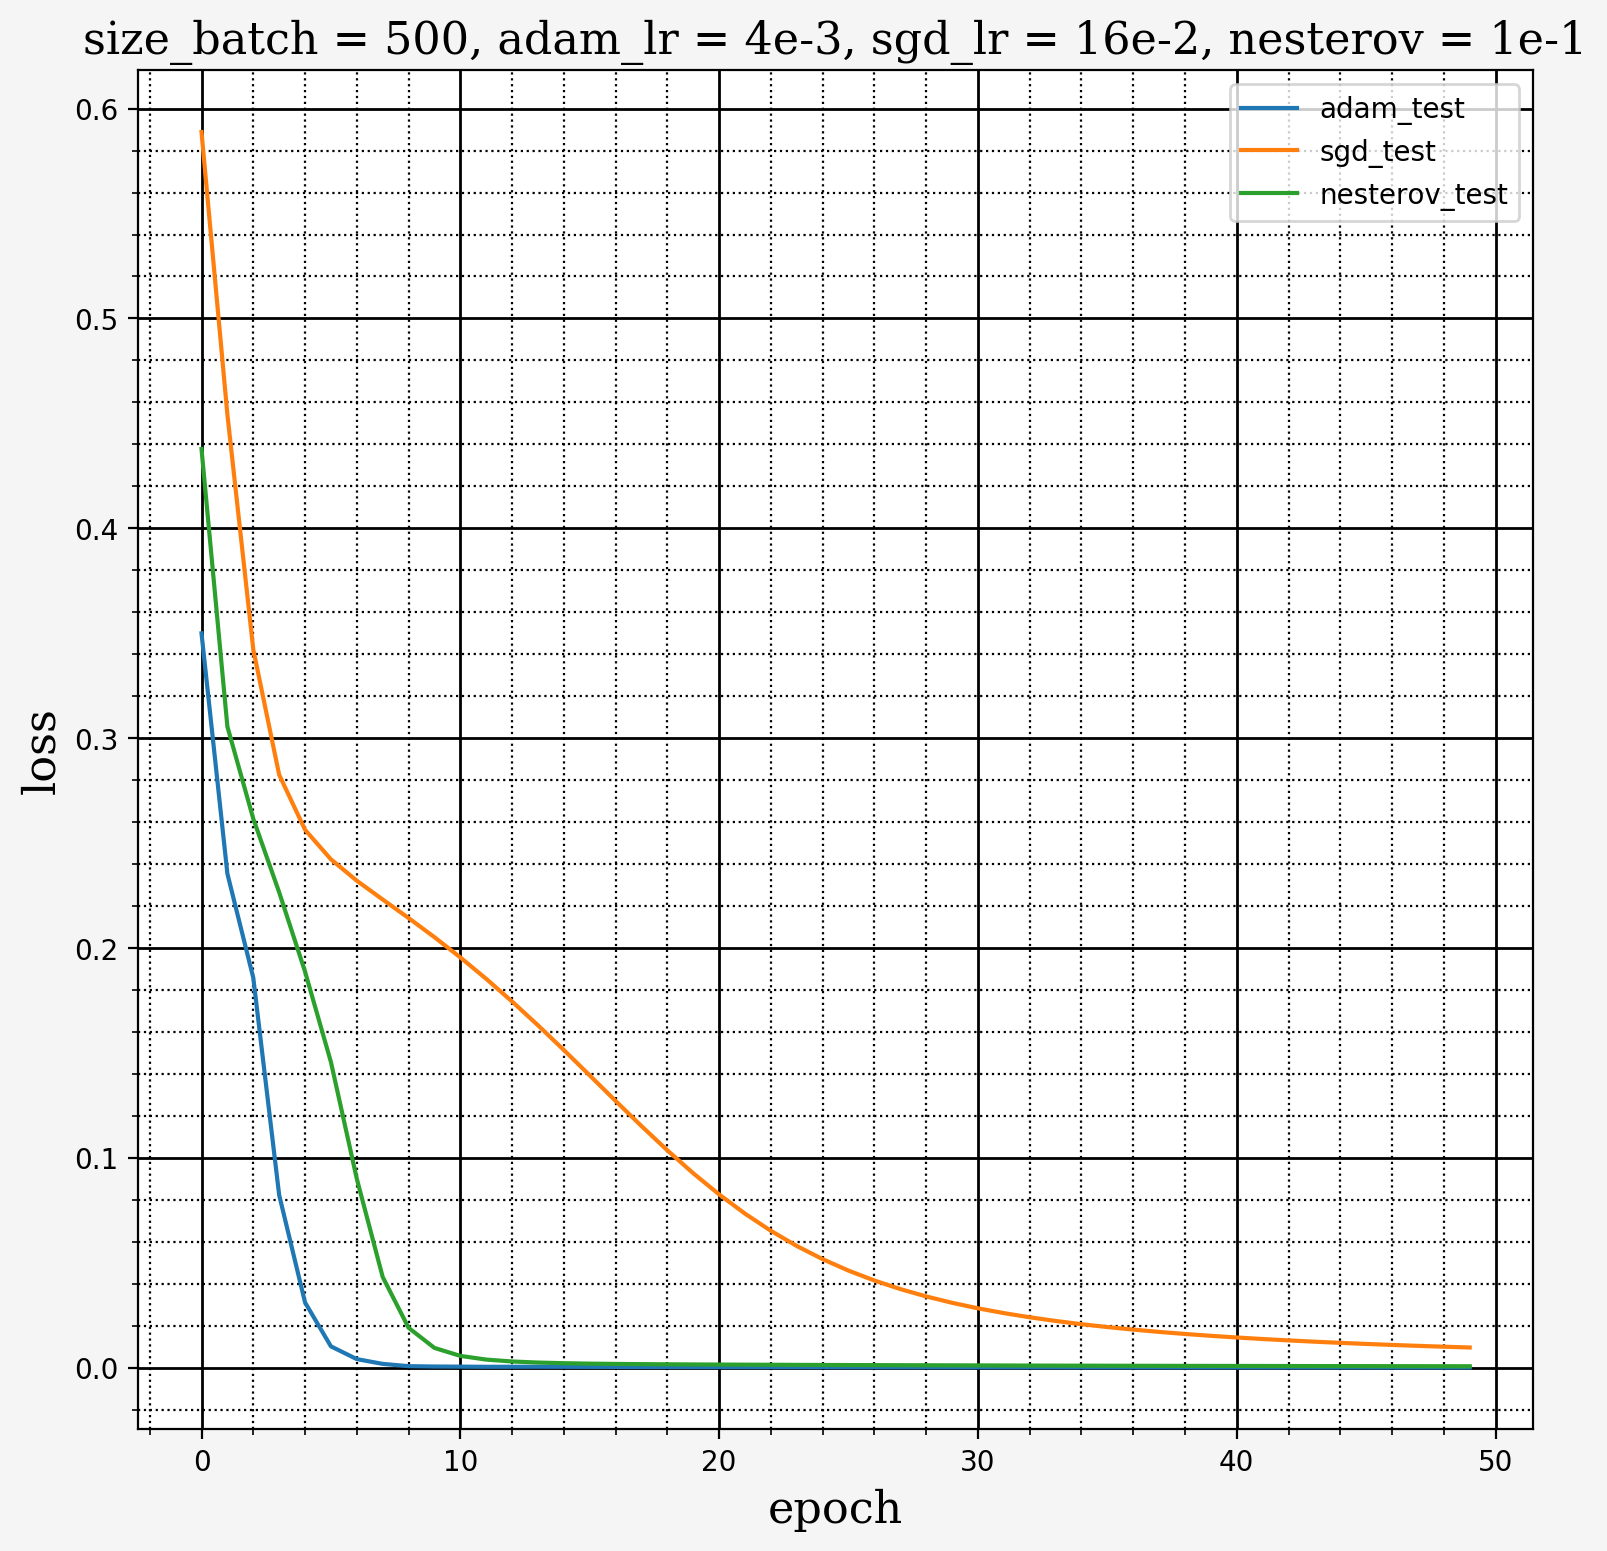 size_batch = 500, adam_lr = 4e-3, sgd_lr = 16e-2, nesterov = 1e-1
adam_test
sgd_test
nesterov_test
0.6
0.5
0.4
0.3
0.2
0.1
0.0
loss
0 10 20 30 40 50
epoch